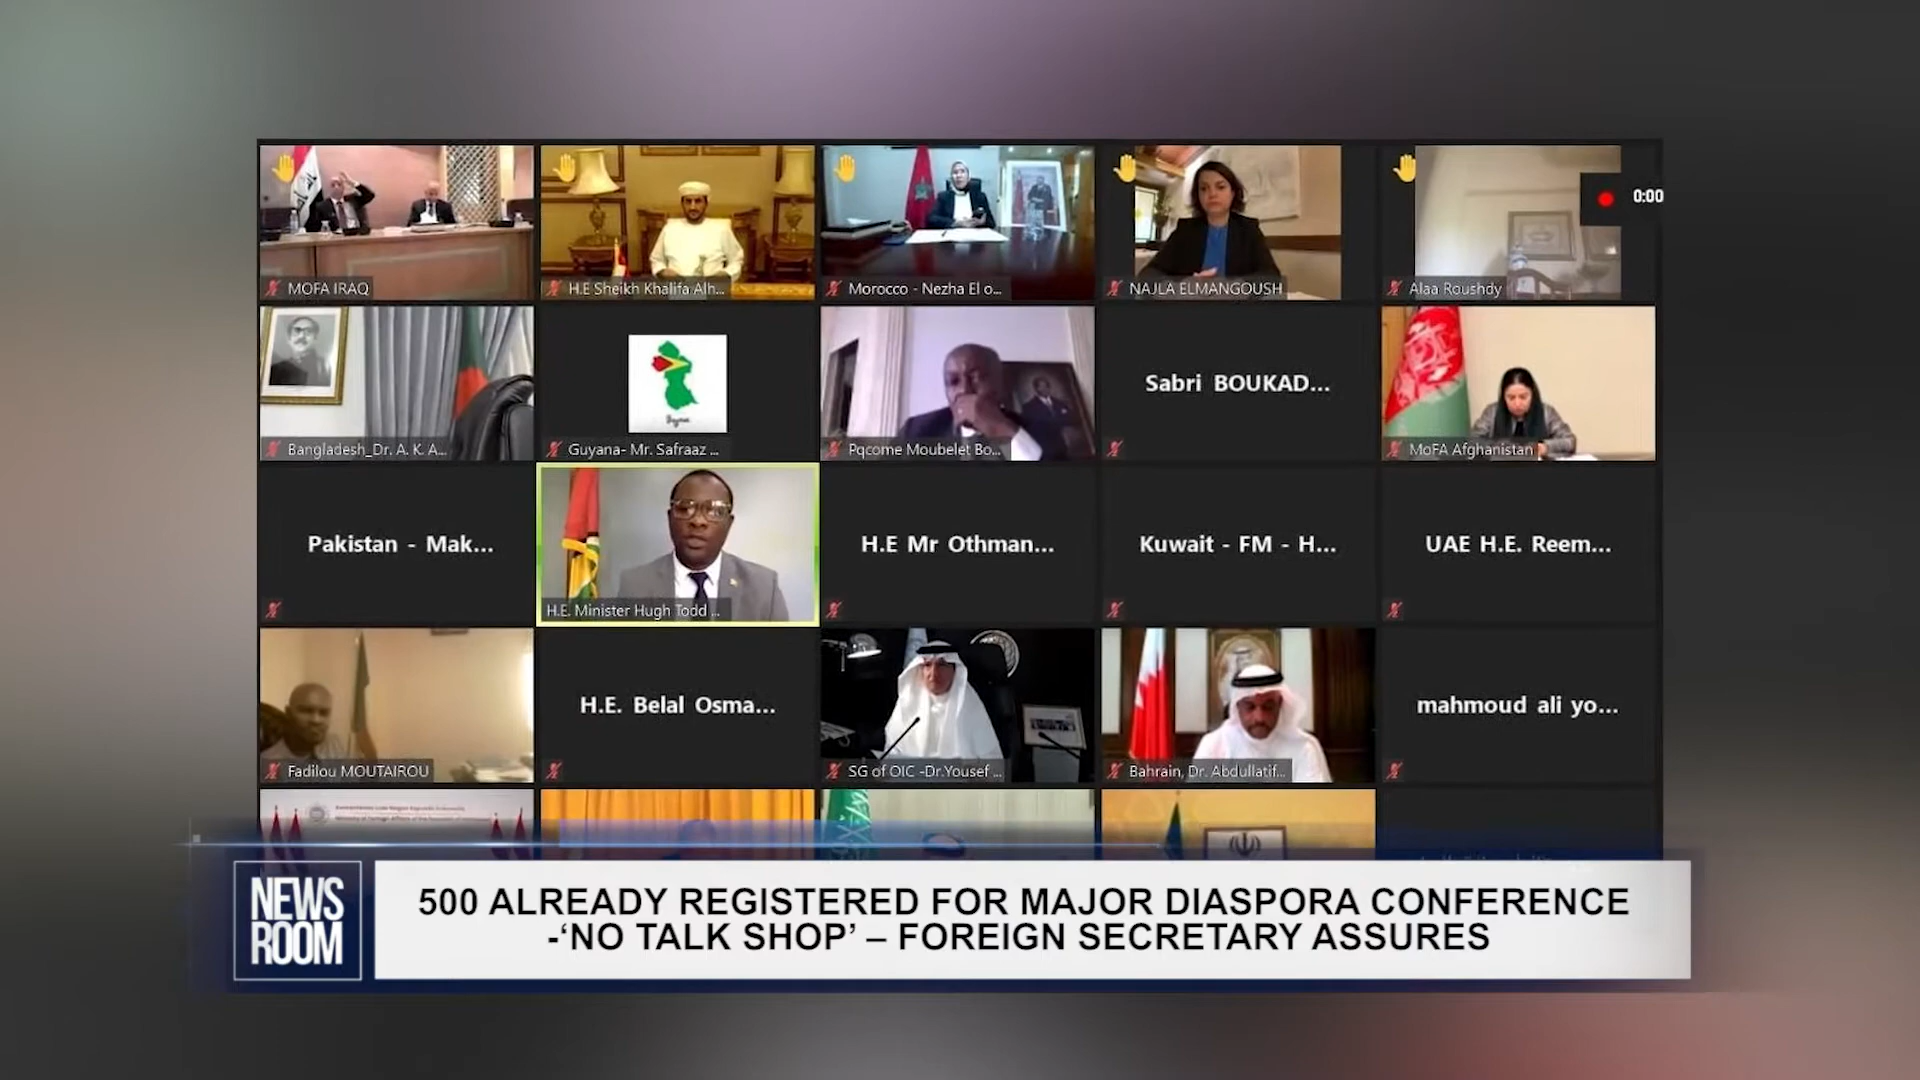 0:00
MOFA IRAQ
H.E Sheikh Khalifa Alh...
Morocco - Nezha El o...
NAJLA ELMANGOUSH
Alaa Roushdy
Bangladesh_Dr. A. K. A...
Guyana
Guyana- Mr. Safraaz ...
Pqcome Moubelet Bo...
Sabri BOUKAD...
MoFA Afghanistan
Pakistan - Mak...
H.E. Minister Hugh Todd ...
H.E Mr Othman...
Kuwait - FM - H...
UAE H.E. Reem...
Fadilou MOUTAIROU
H.E. Belal Osma...
SG of OIC -Dr.Yousef ...
Bahrain, Dr. Abdullatif...
mahmoud ali yo...
NEWS
ROOM
500 ALREADY REGISTERED FOR MAJOR DIASPORA CONFERENCE
-‘NO TALK SHOP’ – FOREIGN SECRETARY ASSURES